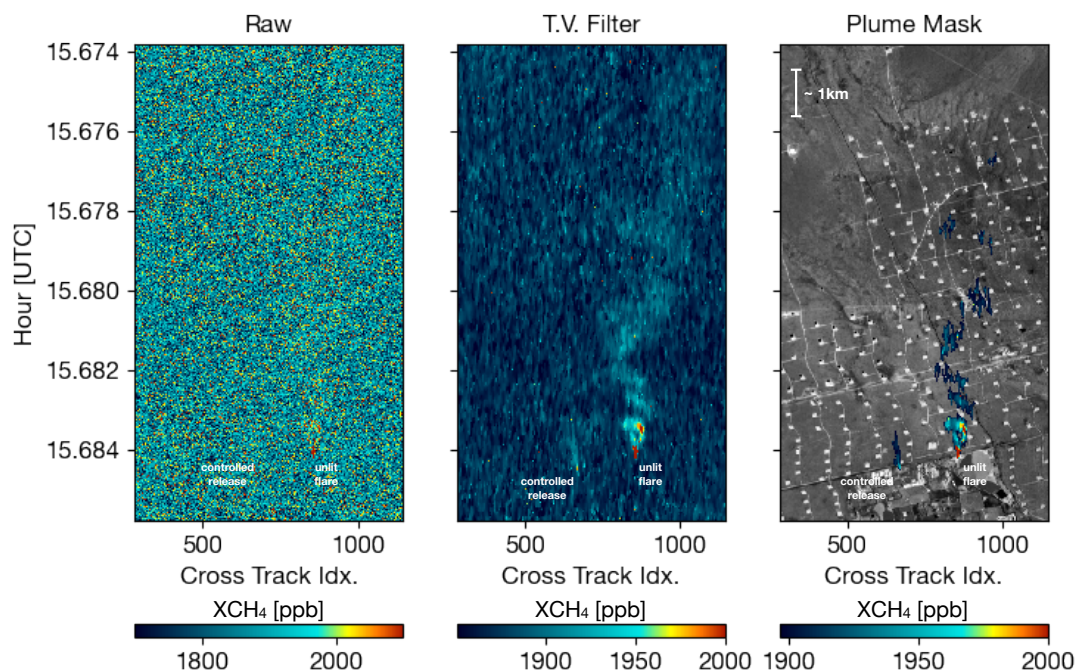 Raw
T.V. Filter
Plume Mask
15.674
15.676
15.678
15.680
15.682
15.684
Hour [UTC]
~ 1km
controlled
release
unlit
flare
controlled
release
unlit
flare
controlled
release
unlit
flare
500
1000
500
1000
500
1000
Cross Track Idx.
Cross Track Idx.
Cross Track Idx.
XCH₄ [ppb]
XCH₄ [ppb]
XCH₄ [ppb]
1800
2000
1900
1950
2000
1900
1950
2000